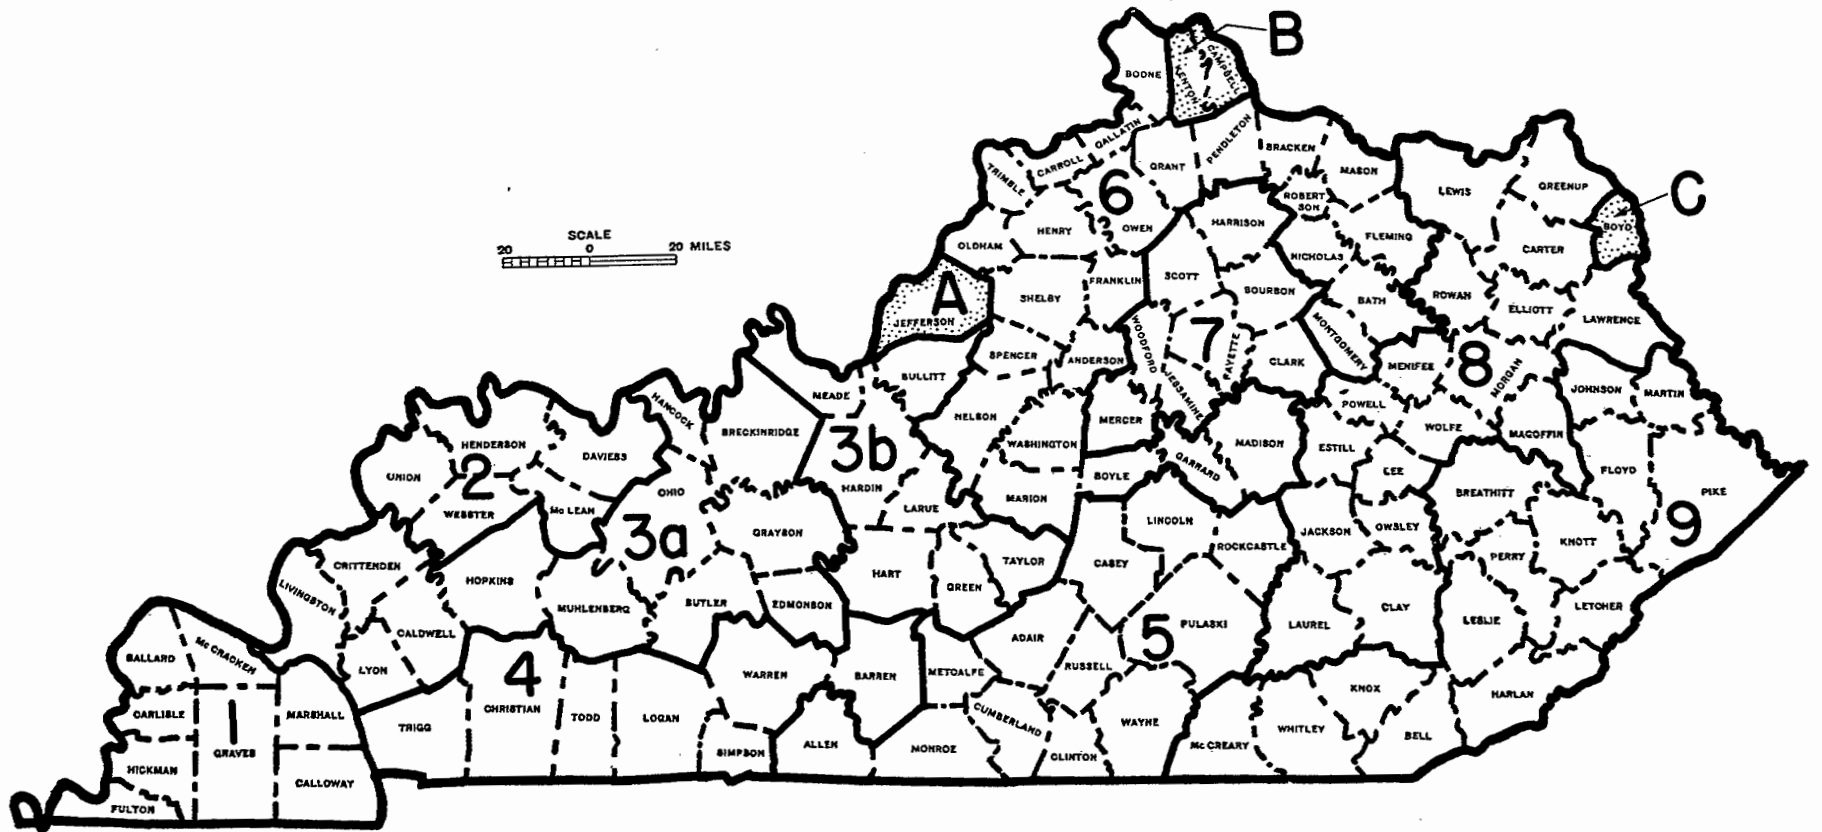 B
BOONE
KENTON
CAMPBELL
GALLATIN
CARROLL
TRIMBLE
GRANT
PENDLETON
BRACKEN
MASON
6
ROBERT
SON
LEWIS
GREENUP
C
BOYD
SCALE
20 0 20 MILES
OLDHAM
HENRY
OWEN
HARRISON
FLEMING
NICHOLAS
CARTER
A
JEFFERSON
SHELBY
FRANKLIN
SCOTT
BOURBON
BATH
ROWAN
ELLIOTT
LAWRENCE
WOODFORD
7
FAYETTE
MONTGOMERY
CLARK
MENIFEE
8
MORGAN
SPENCER
ANDERSON
JESSAMINE
BULLITT
MEADE
JOHNSON
MARTIN
HANCOCK
BRECKINRIDGE
NELSON
MERCER
POWELL
WOLFE
MAGOFFIN
HENDERSON
DAVIESS
3b
WASHINGTON
MADISON
ESTILL
UNION
2
BOYLE
GARRARD
LEE
FLOYD
PIKE
WEBSTER
McLEAN
OHIO
HARDIN
LARUE
MARION
BREATHITT
9
3a
GRAYSON
LINCOLN
ROCKCASTLE
JACKSON
OWSLEY
KNOTT
PERRY
CRITTENDEN
HOPKINS
HART
TAYLOR
CASEY
LIVINGSTON
MUHLENBERG
BUTLER
EDMONSON
GREEN
CLAY
LETCHER
CALDWELL
ADAIR
5
PULASKI
LAUREL
LESLIE
BALLARD
McCRACKEN
LYON
4
WARREN
BARREN
METCALFE
RUSSELL
KNOX
HARLAN
CARLISLE
1
MARSHALL
TRIGG
CHRISTIAN
TODD
LOGAN
CUMBERLAND
WAYNE
WHITLEY
BELL
HICKMAN
GRAVES
CALLOWAY
SIMPSON
ALLEN
MONROE
CLINTON
McCREARY
FULTON